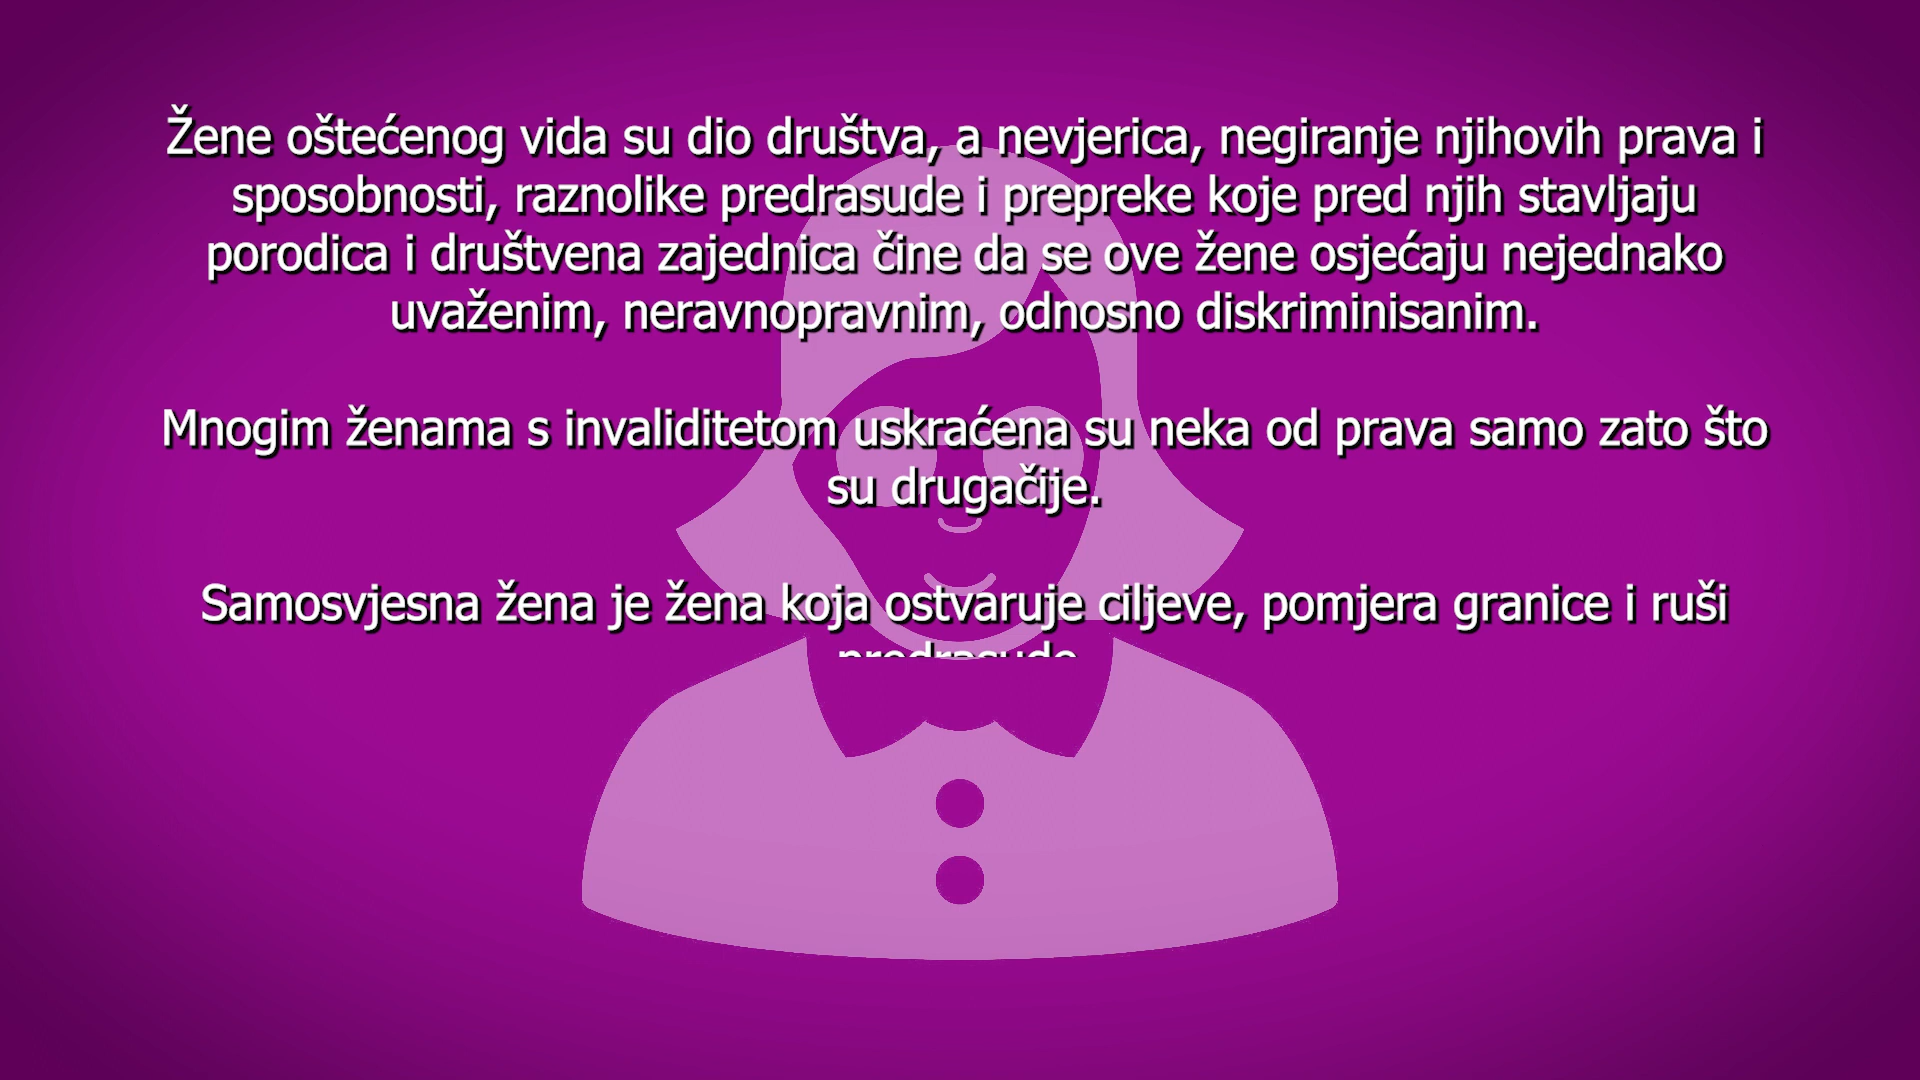 Žene oštećenog vida su dio društva, a nevjerica, negiranje njihovih prava i
sposobnosti, raznolike predrasude i prepreke koje pred njih stavljaju
porodica i društvena zajednica čine da se ove žene osjećaju nejednako
uvaženim, neravnopravnim, odnosno diskriminisanim.
Mnogim ženama s invaliditetom uskraćena su neka od prava samo zato što
su drugačije.
Samosvjesna žena je žena koja ostvaruje ciljeve, pomjera granice i ruši
predrasude